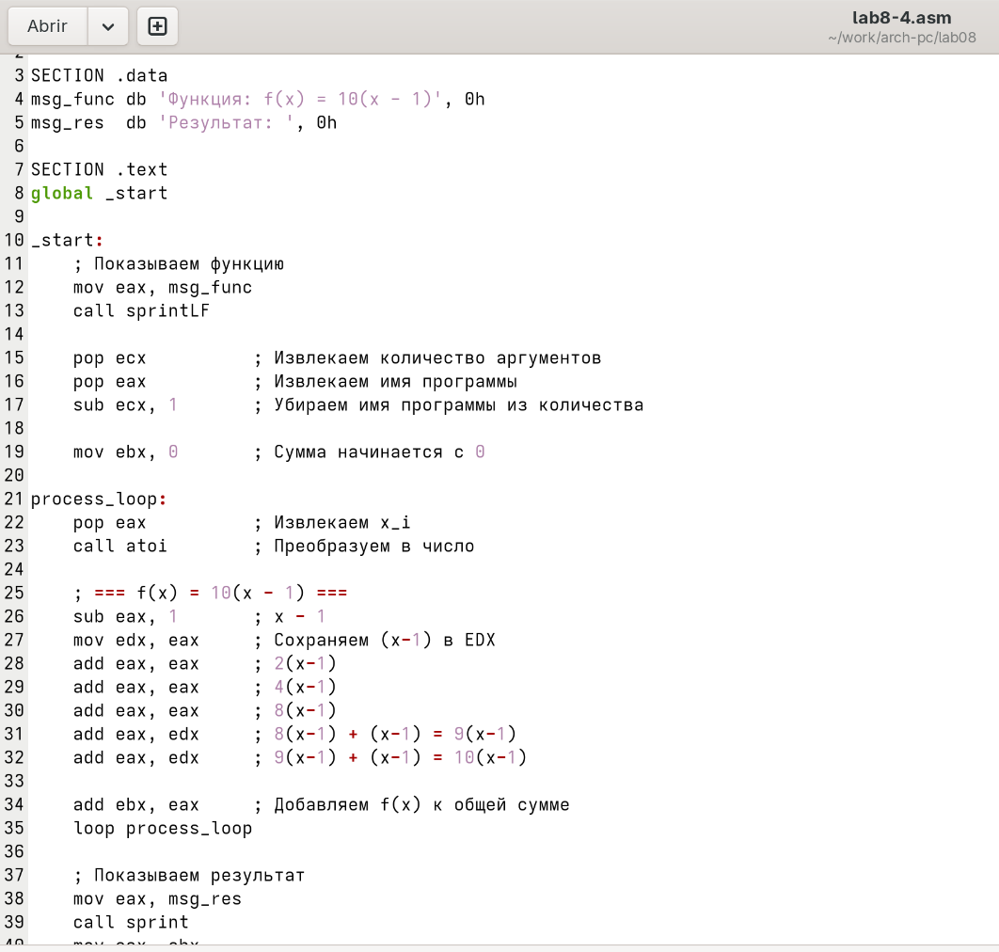 Abrir
lab8-4.asm
~/work/arch-pc/lab08
3 SECTION .data
4 msg_func db 'Функция: f(x) = 10(x - 1)', 0h
5 msg_res  db 'Результат: ', 0h
6
7 SECTION .text
8 global _start
9
10 _start:
11     ; Показываем функцию
12     mov eax, msg_func
13     call sprintLF
14
15     pop ecx          ; Извлекаем количество аргументов
16     pop eax          ; Извлекаем имя программы
17     sub ecx, 1       ; Убираем имя программы из количества
18
19     mov ebx, 0       ; Сумма начинается с 0
20
21 process_loop:
22     pop eax          ; Извлекаем x_i
23     call atoi        ; Преобразуем в число
24
25     ; === f(x) = 10(x - 1) ===
26     sub eax, 1       ; x - 1
27     mov edx, eax     ; Сохраняем (x-1) в EDX
28     add eax, eax     ; 2(x-1)
29     add eax, eax     ; 4(x-1)
30     add eax, eax     ; 8(x-1)
31     add eax, edx     ; 8(x-1) + (x-1) = 9(x-1)
32     add eax, edx     ; 9(x-1) + (x-1) = 10(x-1)
33
34     add ebx, eax     ; Добавляем f(x) к общей сумме
35     loop process_loop
36
37     ; Показываем результат
38     mov eax, msg_res
39     call sprint